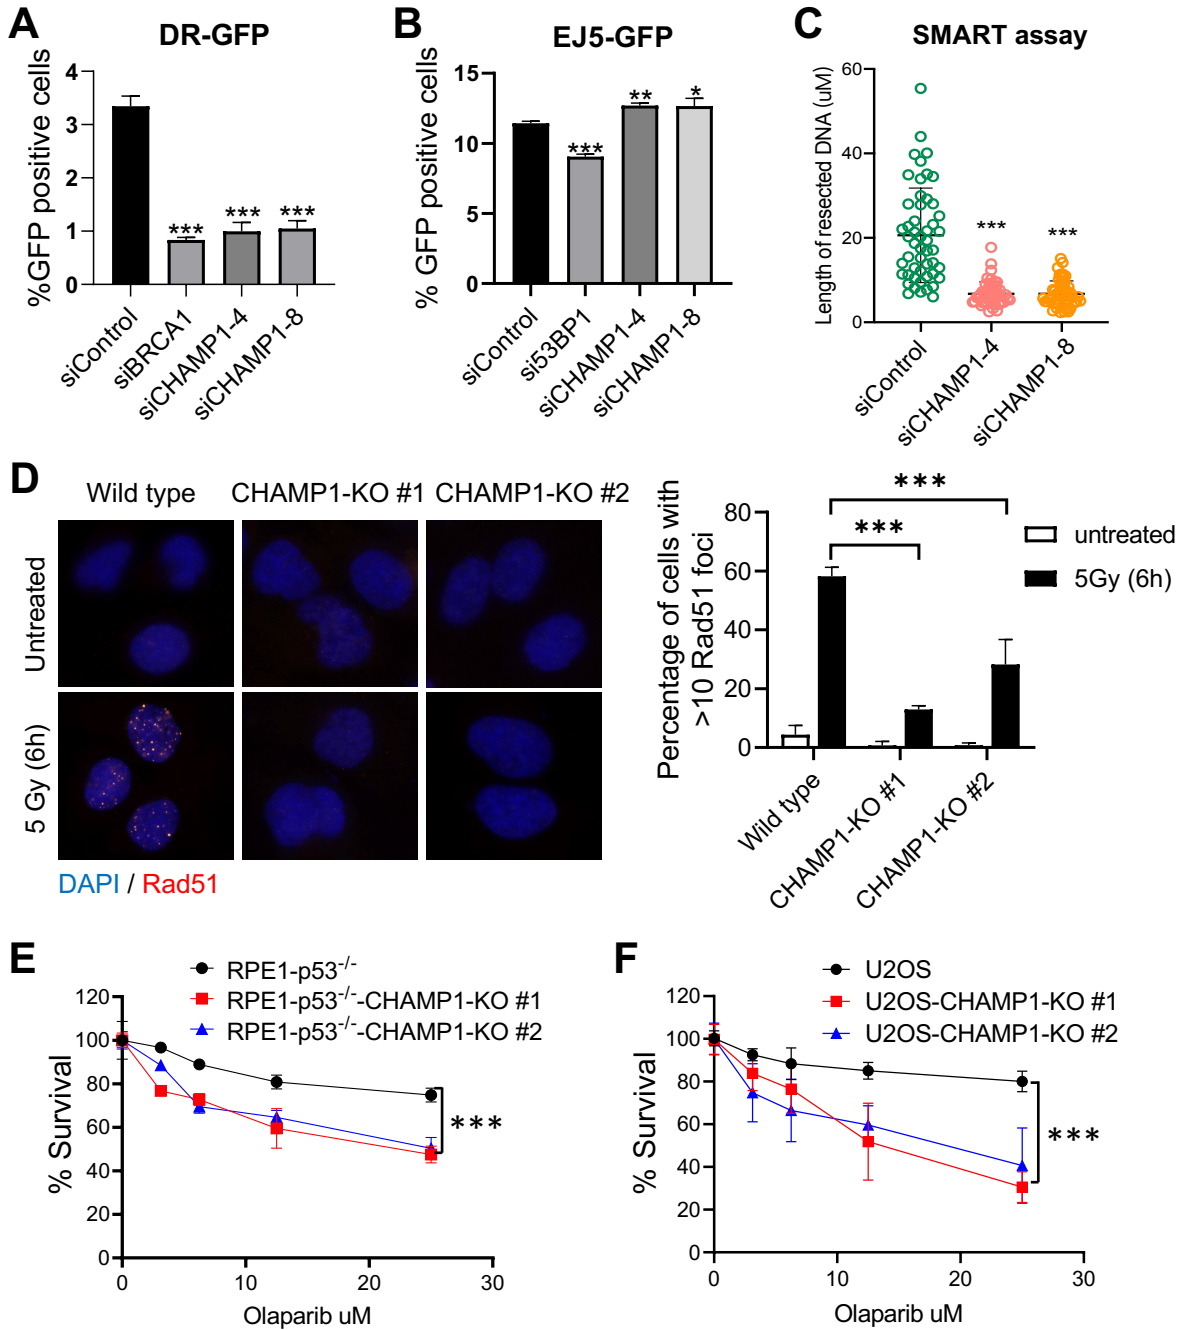 A
DR-GFP
%GFP positive cells
4
3
2
1
0
***
***
***
siControl
siBRCA1
siCHAMP1-4
siCHAMP1-8
B
EJ5-GFP
% GFP positive cells
15
10
5
0
***
**
*
siControl
si53BP1
siCHAMP1-4
siCHAMP1-8
C
SMART assay
Length of resected DNA (uM)
60
40
20
0
***
***
siControl
siCHAMP1-4
siCHAMP1-8
D
Wild type
CHAMP1-KO #1
CHAMP1-KO #2
Untreated
5 Gy (6h)
DAPI / Rad51
Percentage of cells with
>10 Rad51 foci
80
60
40
20
0
***
***
untreated
5Gy (6h)
Wild type
CHAMP1-KO #1
CHAMP1-KO #2
E
RPE1-p53-/-
RPE1-p53-/--CHAMP1-KO #1
RPE1-p53-/--CHAMP1-KO #2
% Survival
120
100
80
60
40
20
0
***
0
10
20
30
Olaparib uM
F
U2OS
U2OS-CHAMP1-KO #1
U2OS-CHAMP1-KO #2
% Survival
120
100
80
60
40
20
0
***
0
10
20
30
Olaparib uM